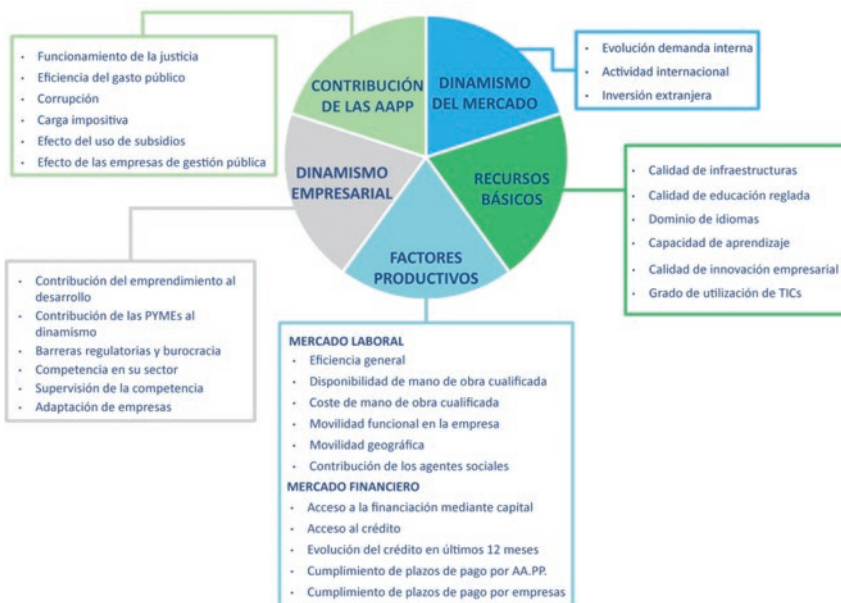 CONTRIBUCIÓN
DE LAS AAPP
• Funcionamiento de la justicia
• Eficiencia del gasto público
• Corrupción
• Carga impositiva
• Efecto del uso de subsidios
• Efecto de las empresas de gestión pública
DINAMISMO
DEL MERCADO
• Evolución demanda interna
• Actividad internacional
• Inversión extranjera
RECURSOS
BÁSICOS
• Calidad de infraestructuras
• Calidad de educación reglada
• Dominio de idiomas
• Capacidad de aprendizaje
• Calidad de innovación empresarial
• Grado de utilización de TICs
DINAMISMO
EMPRESARIAL
• Contribución del emprendimiento al
desarrollo
• Contribución de las PYMEs al
dinamismo
• Barreras regulatorias y burocracia
• Competencia en su sector
• Supervisión de la competencia
• Adaptación de empresas
FACTORES
PRODUCTIVOS
MERCADO LABORAL
• Eficiencia general
• Disponibilidad de mano de obra cualificada
• Coste de mano de obra cualificada
• Movilidad funcional en la empresa
• Movilidad geográfica
• Contribución de los agentes sociales
MERCADO FINANCIERO
• Acceso a la financiación mediante capital
• Acceso al crédito
• Evolución del crédito en últimos 12 meses
• Cumplimiento de plazos de pago por AA.PP.
• Cumplimiento de plazos de pago por empresas